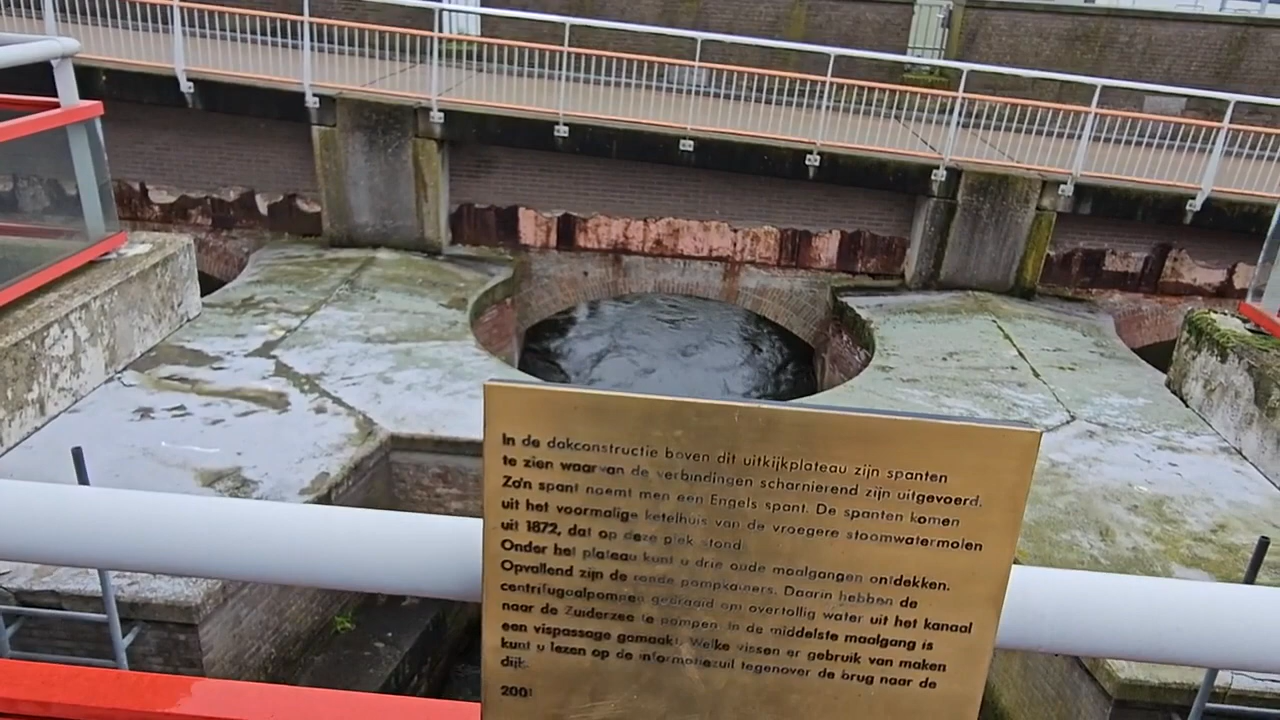 In de dakconstructie boven dit uitkijkplateau zijn spanten
te zien waarvan de verbindingen scharnierend zijn uitgevoerd.
Zo'n spant noemt men een Engels spant. De spanten komen
uit het voormalige ketelhuis van de vroegere stoomwatermolen
uit 1872, dat op deze plek stond.
Onder het plateau kunt u drie oude maalgangen ontdekken.
Opvallend zijn de ronde pompkamers. Daarin hebben de
centrifugaalpompen gedraaid om overtollig water uit het kanaal
naar de Zuiderzee te pompen. In de middelste maalgang is
een vispassage gemaakt. Welke vissen er gebruik van maken
kunt u lezen op de informatiezuil tegenover de brug naar de
dijk.
2001